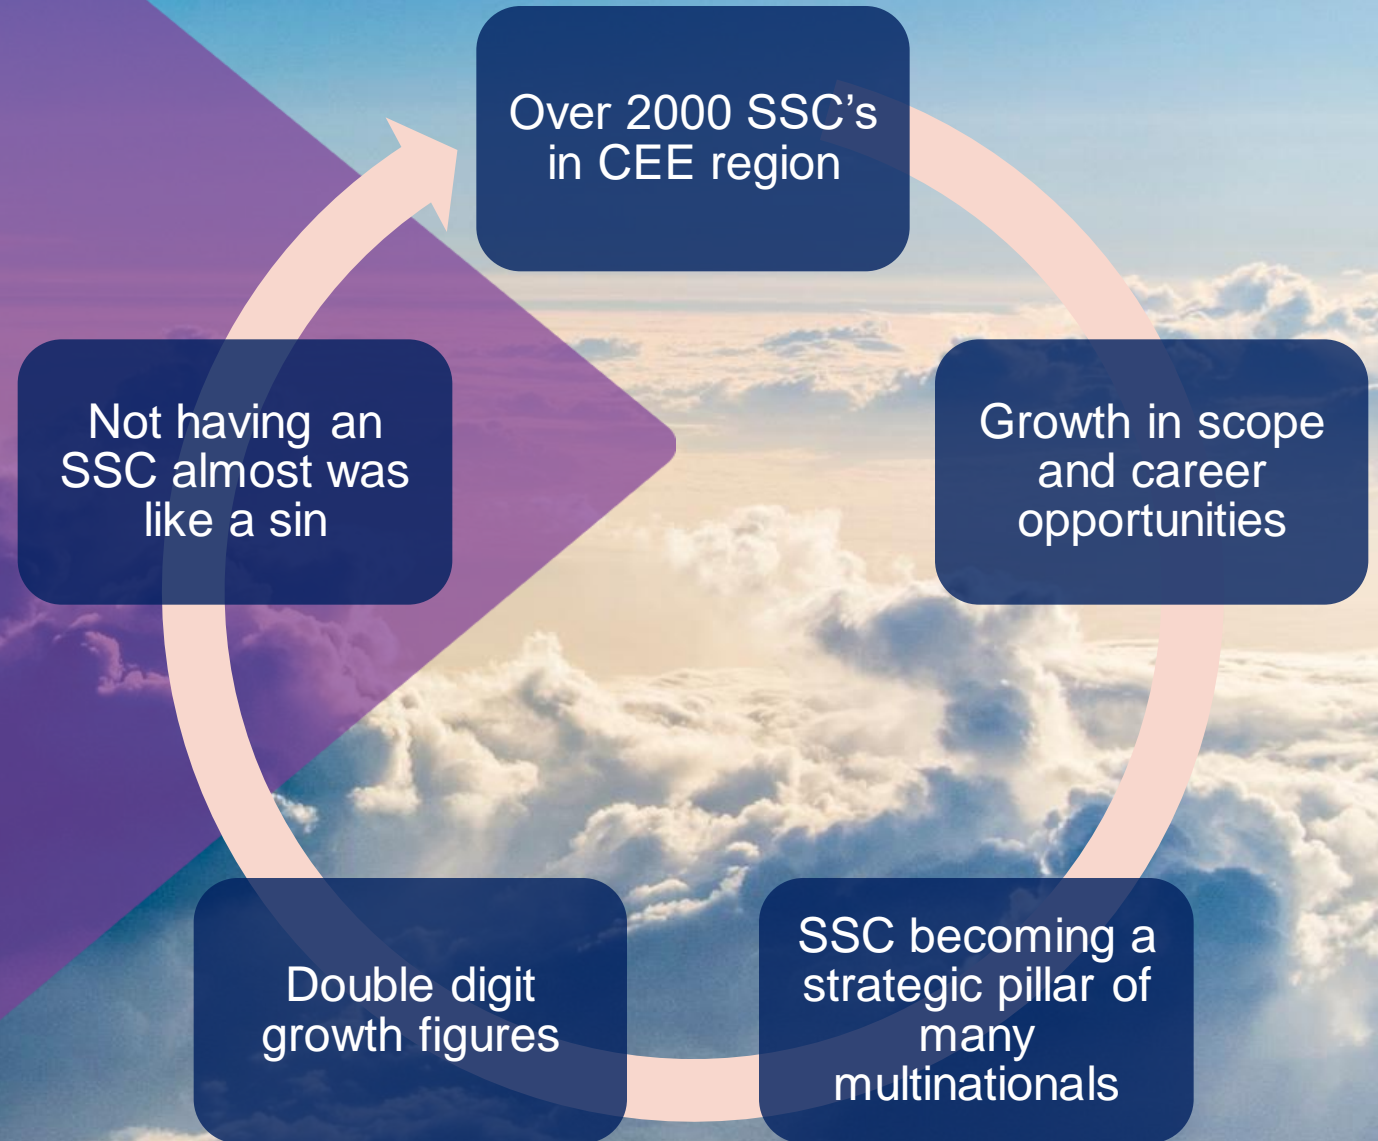 Over 2000 SSC’s
in CEE region
Growth in scope
and career
opportunities
SSC becoming a
strategic pillar of
many
multinationals
Double digit
growth figures
Not having an
SSC almost was
like a sin